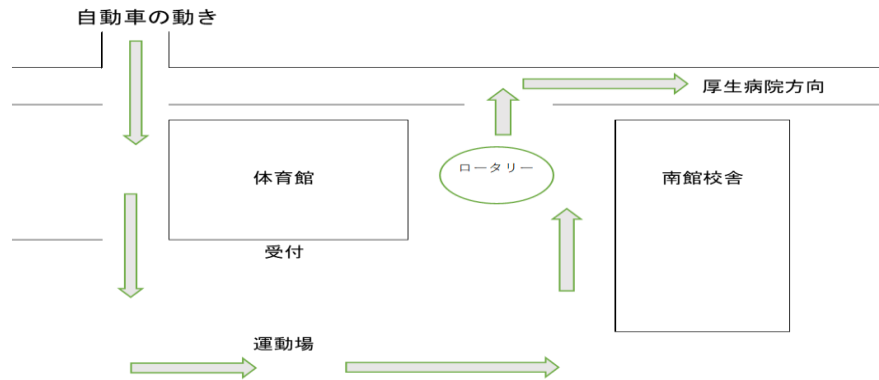 自動車の動き
厚生病院方向
ロータリー
体育館
南館校舎
受付
運動場